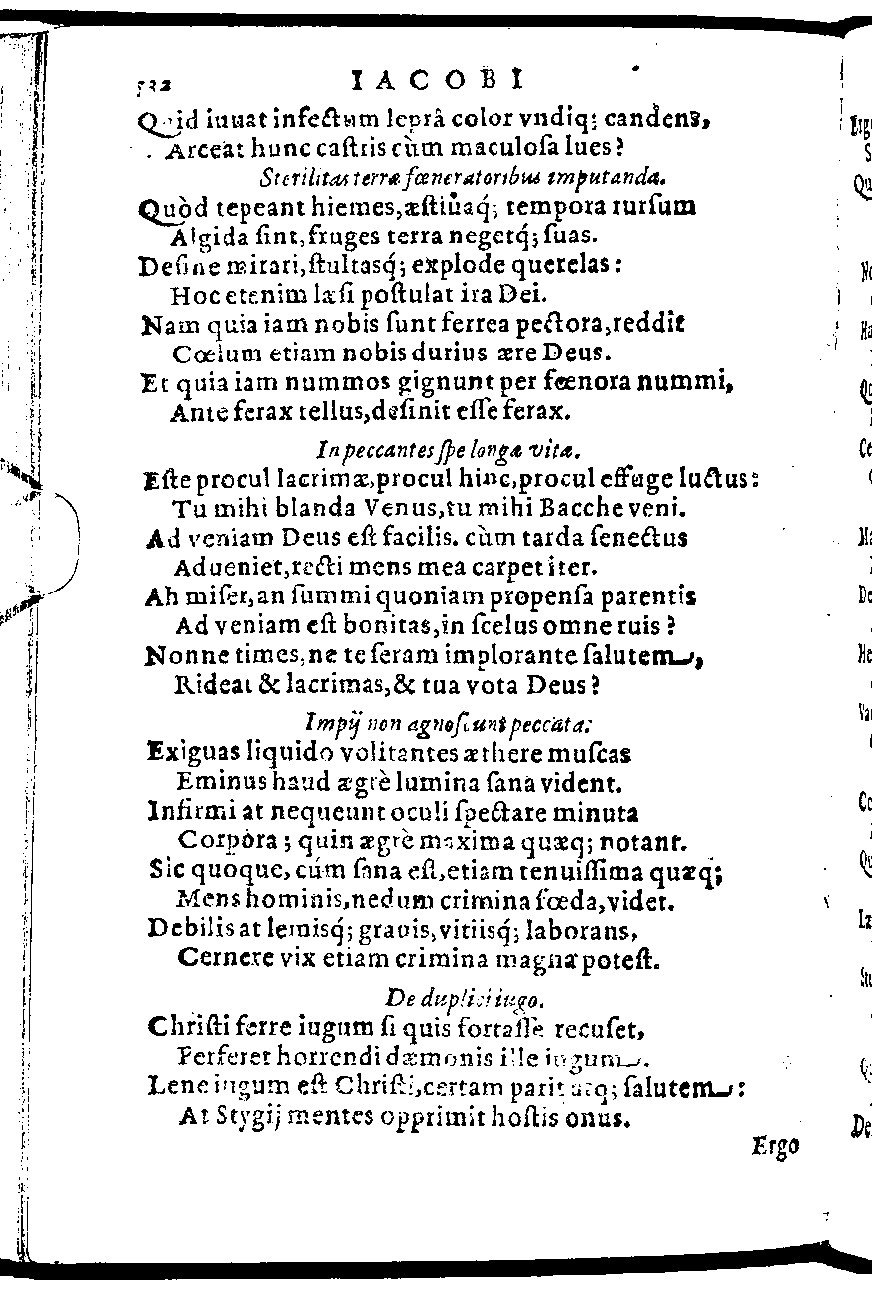 532 IACOBI
Quid iuuat infectum leprâ color vndiq; candens,
Arceat hunc caſtris cùm maculoſa lues?
Sterilitas terræ fœneratoribus imputanda.
Quòd tepeant hiemes, æſtiuaq́; tempora rurſum
Algida ſint, fruges terra negetq́; ſuas.
Deſine mirari, ſtultasq́; explode querelas:
Hoc etenim læſi poſtulat ira Dei.
Nam quia iam nobis ſunt ferrea pectora, reddit
Cœlum etiam nobis durius ære Deus.
Et quia iam nummos gignunt per fœnora nummi,
Ante ferax tellus, deſinit eſſe ferax.
In peccantes ſpe longæ vitæ.
Eſte procul lacrimæ, procul hinc, procul effuge luctus:
Tu mihi blanda Venus, tu mihi Bacche veni.
Ad veniam Deus eſt facilis. cùm tarda ſenectus
Adueniet, recti mens mea carpet iter.
Ah miſer, an ſummi quoniam propenſa parentis
Ad veniam eſt bonitas, in ſcelus omne ruis?
Nonne times, ne te ſeram implorante ſalutem,
Rideat & lacrimas, & tua vota Deus?
Impij non agnoſcunt peccata:
Exiguas liquido volitantes æthere muſcas
Eminus haud ægrè lumina ſana vident.
Infirmi at nequeunt oculi ſpectare minuta
Corpora; quin ægrè maxima quæq; notant.
Sic quoque, cúm ſana eſt, etiam tenuiſſima quæq;
Mens hominis, nedum crimina fœda, videt.
Debilis at lemisq́; grauis, vitiisq́; laborans,
Cernere vix etiam crimina magna poteſt.
De duplici iugo.
Chriſti ferre iugum ſi quis fortaſſè recuſet,
Perferet horrendi dæmonis ille iugum.
Lene iugum eſt Chriſti, certam parit atq; ſalutem:
At Stygij mentes opprimit hoſtis onus.
Ergo